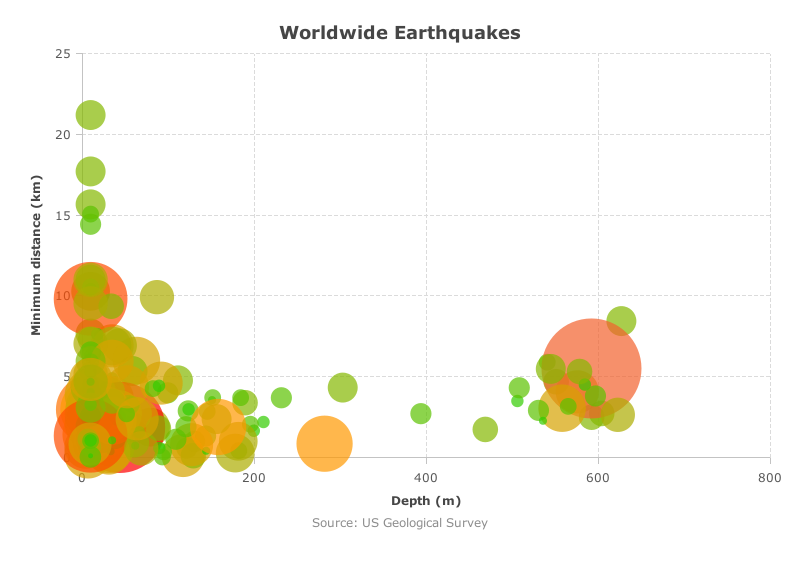 Worldwide Earthquakes
25
20
15
10
5
0
200
400
600
800
Minimum distance (km)
Depth (m)
Source: US Geological Survey